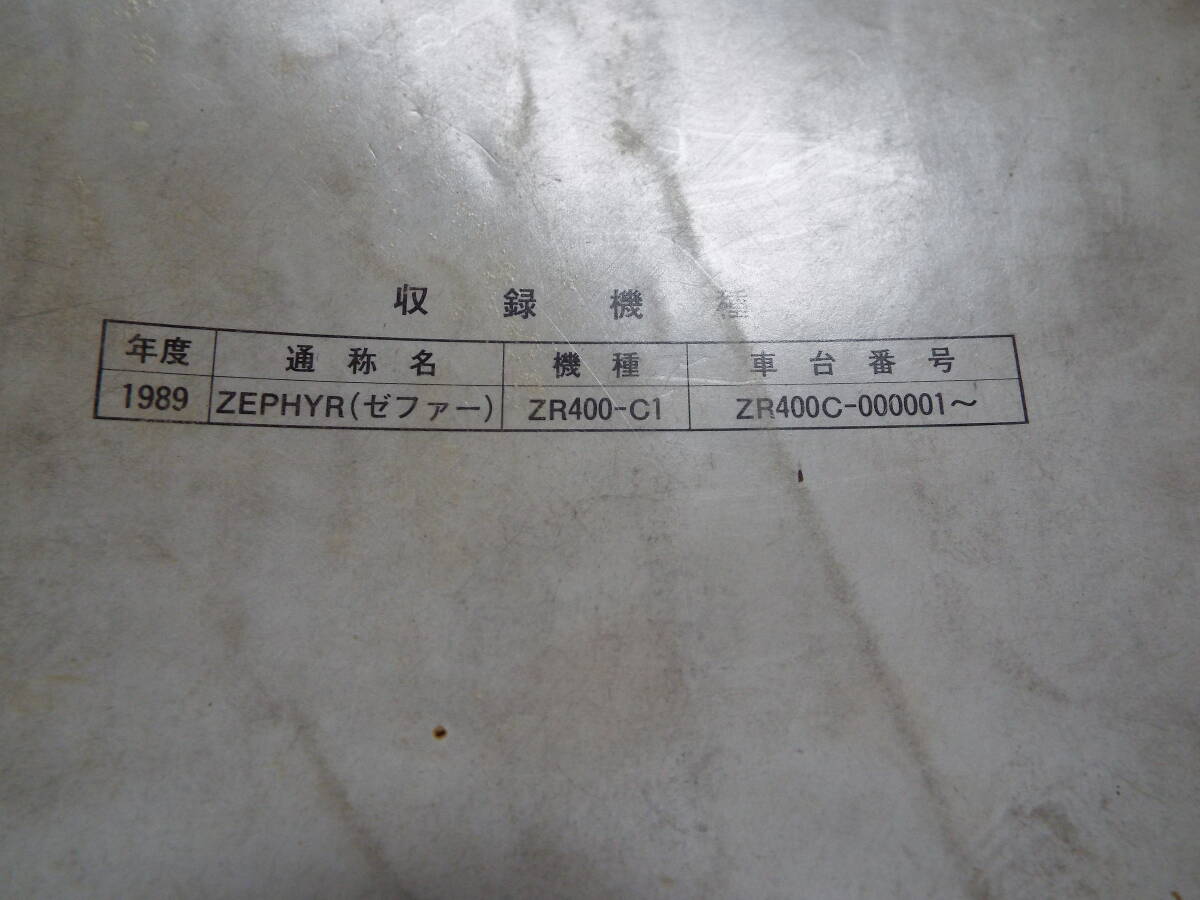 収録機種
年度 通称名 機種 車台番号
1989 ZEPHYR(ゼファー) ZR400-C1 ZR400C-000001～